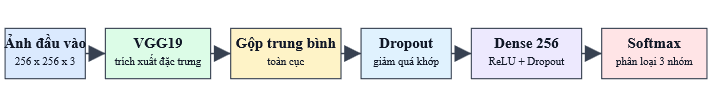 Ảnh đầu vào
256 x 256 x 3
VGG19
trích xuất đặc trưng
Gộp trung bình
toàn cục
Dropout
giảm quá khớp
Dense 256
ReLU + Dropout
Softmax
phân loại 3 nhóm